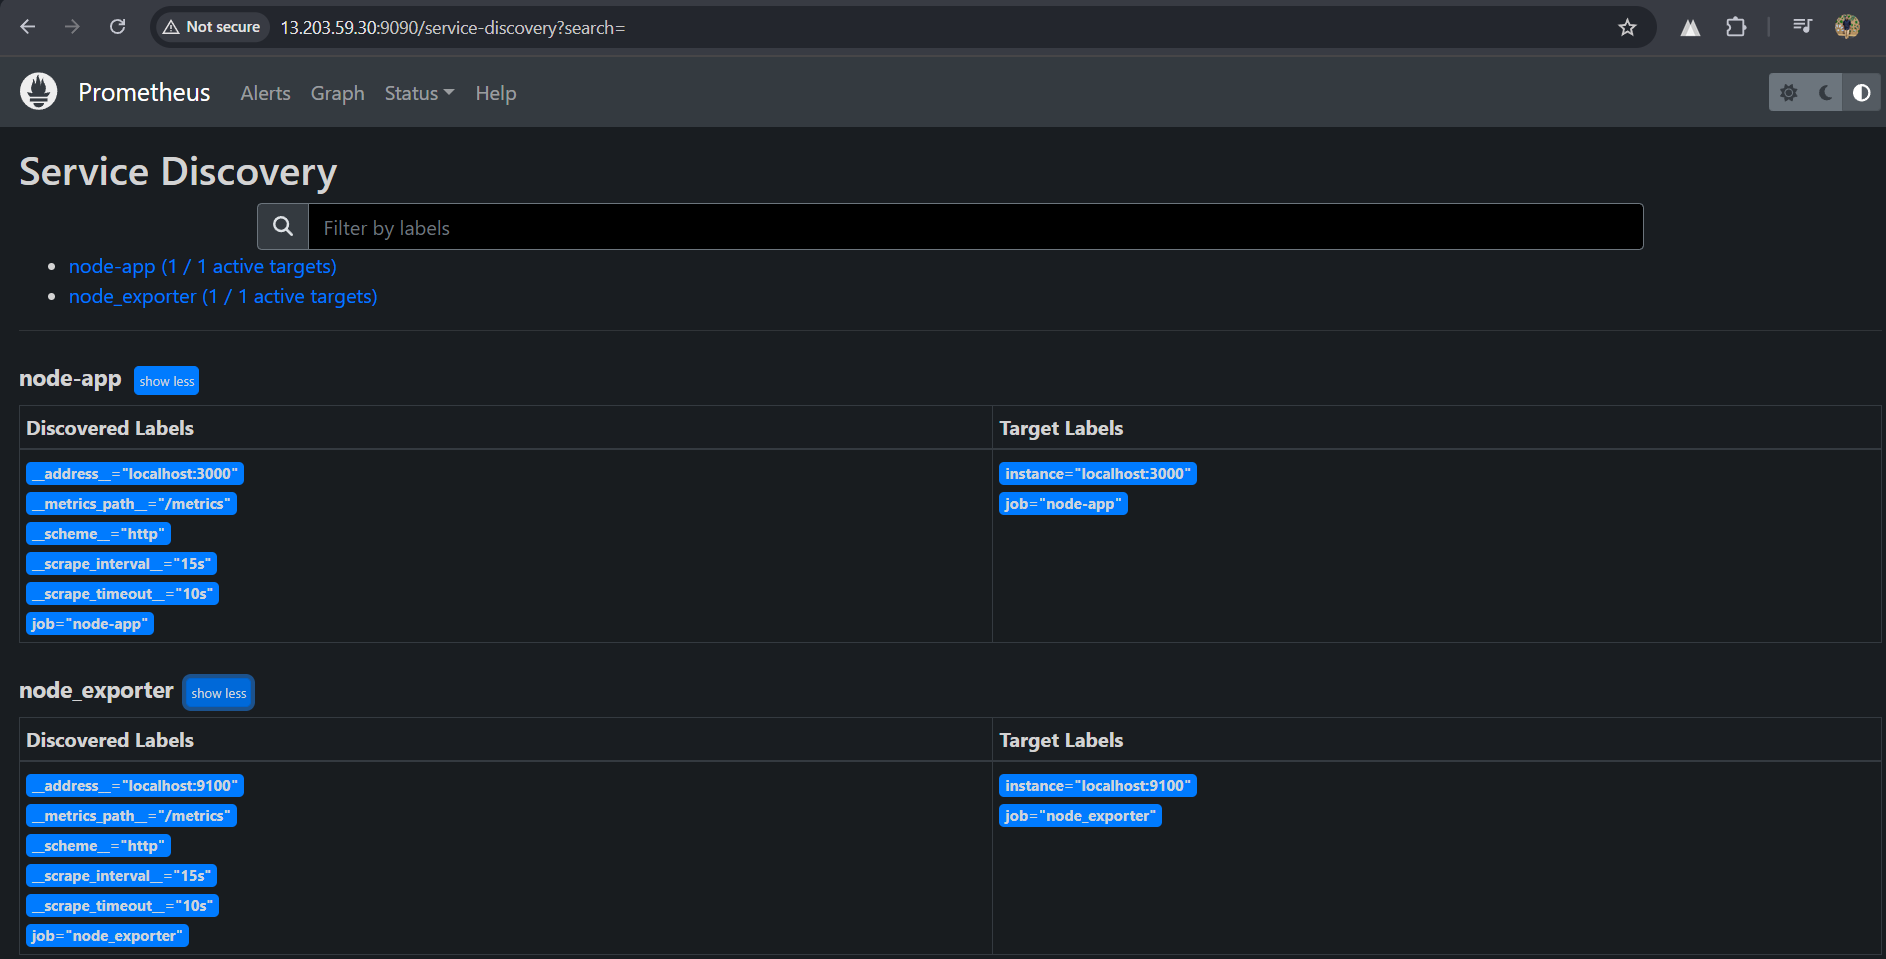 Not secure 13.203.59.30:9090/service-discovery?search=
Prometheus Alerts Graph Status Help
Service Discovery
Filter by labels
node-app (1 / 1 active targets)
node_exporter (1 / 1 active targets)
node-app show less
Discovered Labels Target Labels
__address__="localhost:3000" instance="localhost:3000"
__metrics_path__="/metrics" job="node-app"
__scheme__="http"
__scrape_interval__="15s"
__scrape_timeout__="10s"
job="node-app"
node_exporter show less
Discovered Labels Target Labels
__address__="localhost:9100" instance="localhost:9100"
__metrics_path__="/metrics" job="node_exporter"
__scheme__="http"
__scrape_interval__="15s"
__scrape_timeout__="10s"
job="node_exporter"